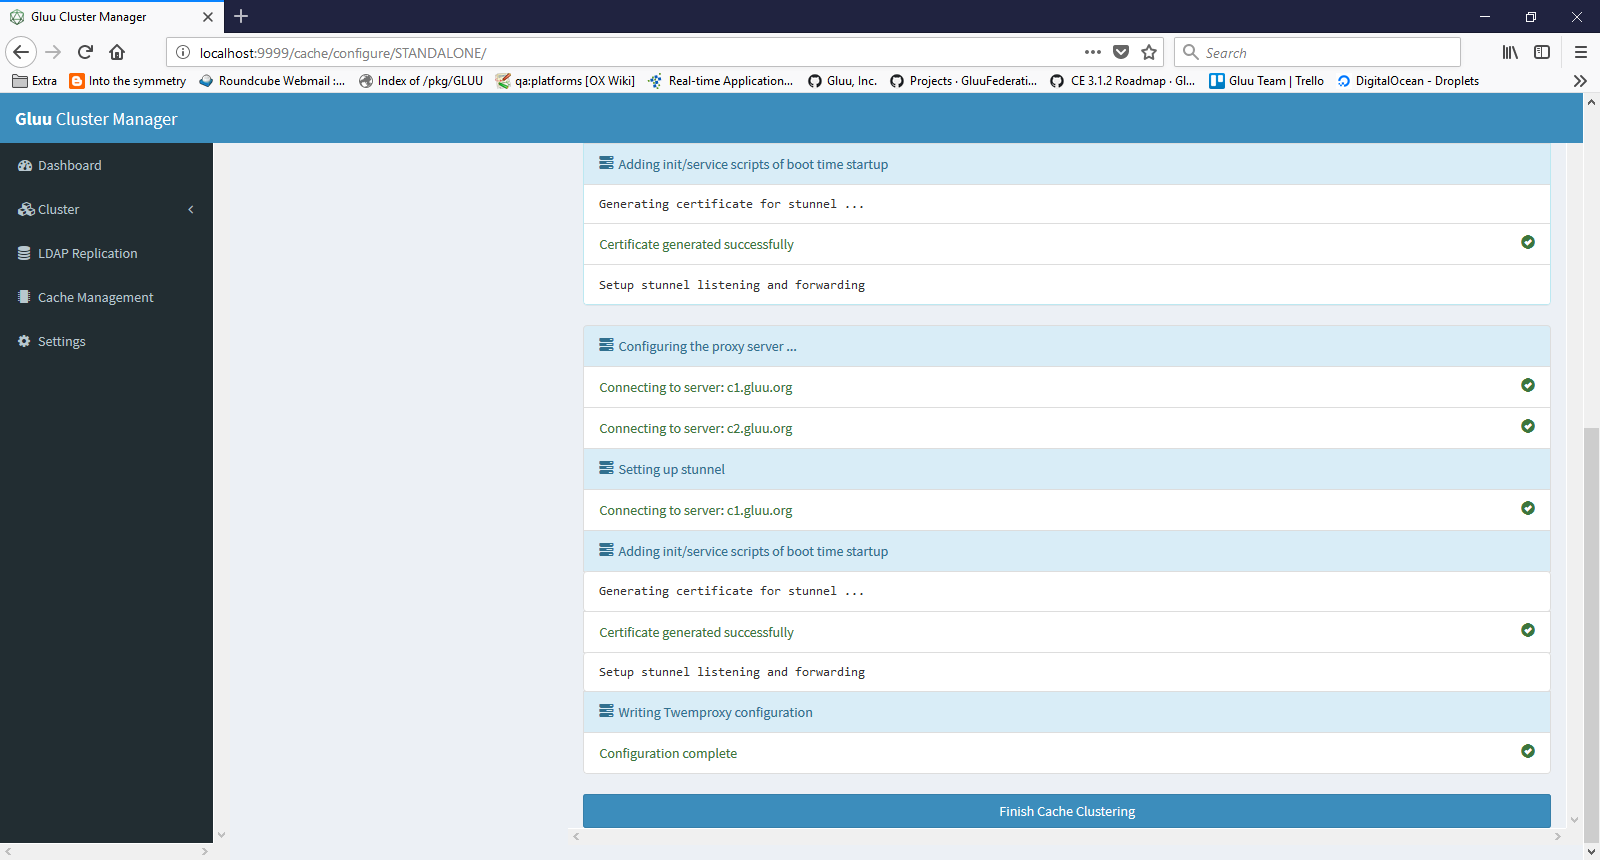 Gluu Cluster Manager
localhost:9999/cache/configure/STANDALONE/
Search
Extra
Into the symmetry
Roundcube Webmail :...
Index of /pkg/GLUU
qa:platforms [OX Wiki]
Real-time Application...
Gluu, Inc.
Projects · GluuFederati...
CE 3.1.2 Roadmap · Gl...
Gluu Team | Trello
DigitalOcean - Droplets
Gluu Cluster Manager
Dashboard
Cluster
LDAP Replication
Cache Management
Settings
Adding init/service scripts of boot time startup
Generating certificate for stunnel ...
Certificate generated successfully
Setup stunnel listening and forwarding
Configuring the proxy server ...
Connecting to server: c1.gluu.org
Connecting to server: c2.gluu.org
Setting up stunnel
Connecting to server: c1.gluu.org
Adding init/service scripts of boot time startup
Generating certificate for stunnel ...
Certificate generated successfully
Setup stunnel listening and forwarding
Writing Twemproxy configuration
Configuration complete
Finish Cache Clustering